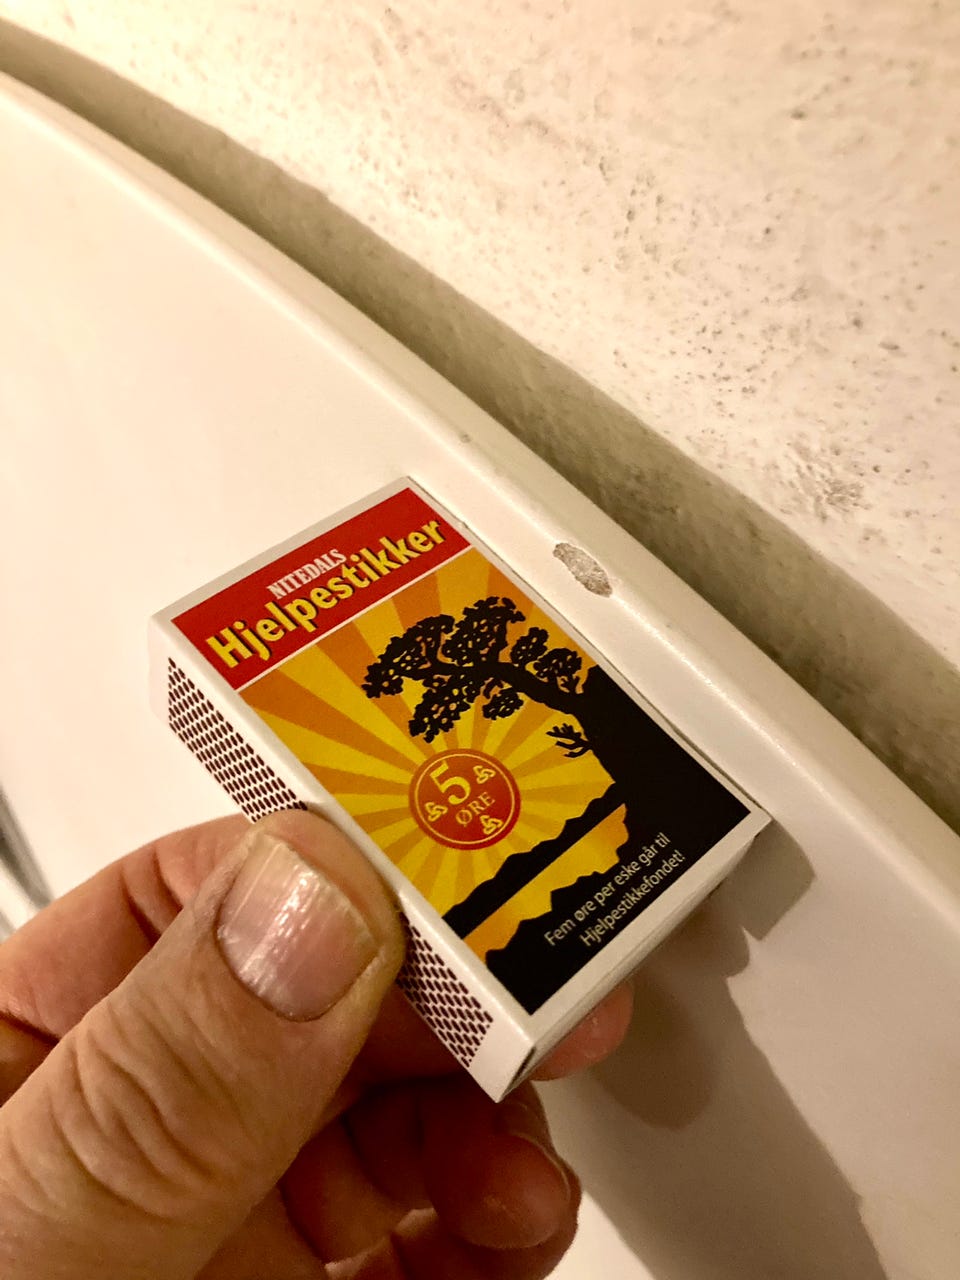 NITEDALS
Hjelpestikker
5
ØRE
Fem øre per eske går til
Hjelpestikkefondet!